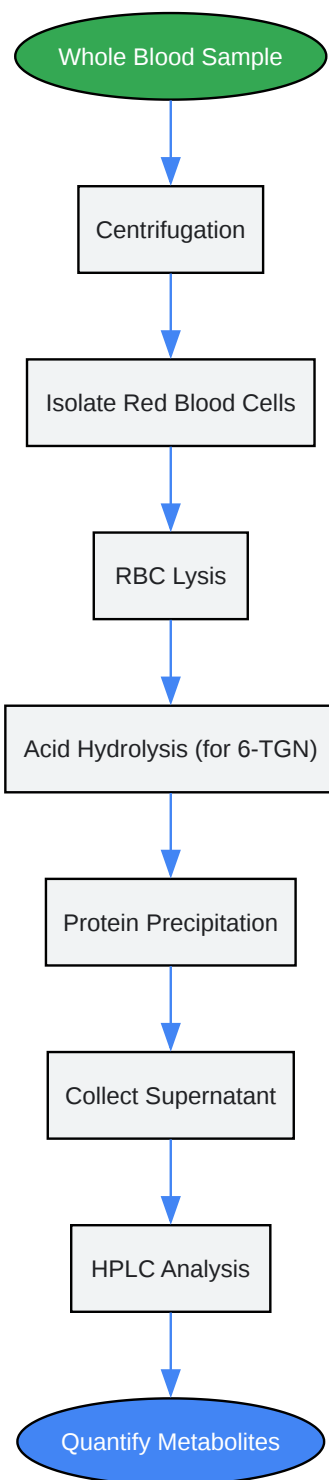 Whole Blood Sample
Centrifugation
Isolate Red Blood Cells
RBC Lysis
Acid Hydrolysis (for 6-TGN)
Protein Precipitation
Collect Supernatant
HPLC Analysis
Quantify Metabolites